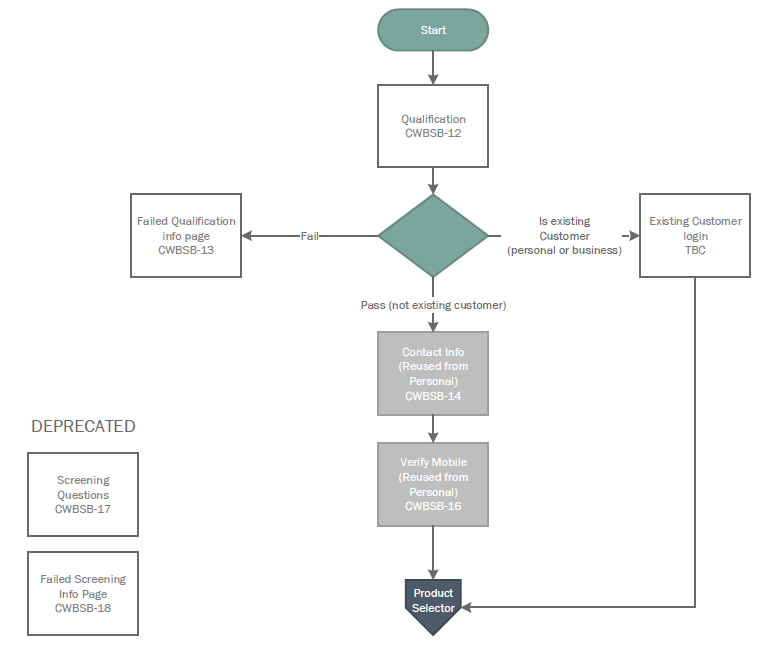 Start
Qualification
CWBSB-12
Failed Qualification
info page
CWBSB-13
Fail
Is existing
Customer
(personal or business)
Existing Customer
login
TBC
Pass (not existing customer)
Contact Info
(Reused from
Personal)
CWBSB-14
DEPRECATED
Screening
Questions
CWBSB-17
Verify Mobile
(Reused from
Personal)
CWBSB-16
Failed Screening
Info Page
CWBSB-18
Product
Selector